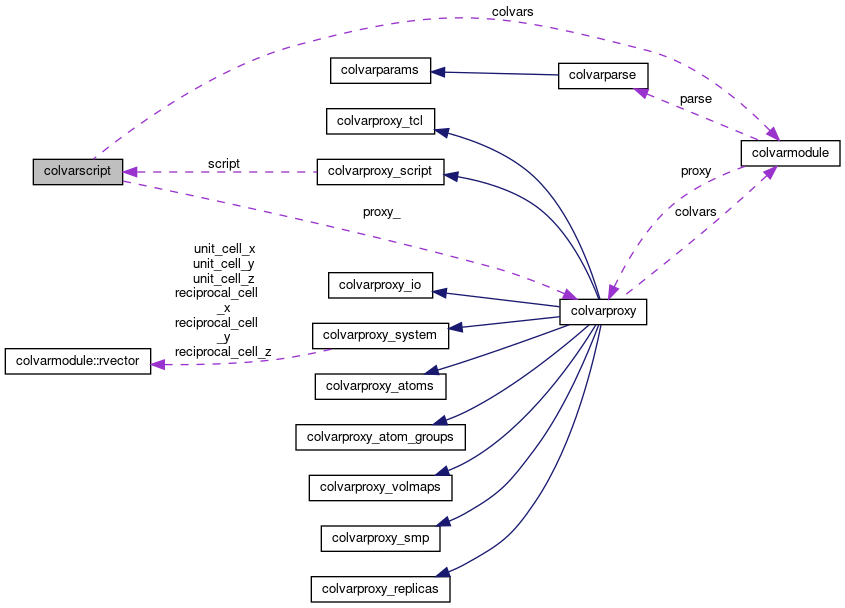 colvars
colvarparams
colvarparse
parse
colvarproxy_tcl
colvarmodule
script
colvarscript
colvarproxy_script
proxy
proxy_
colvars
unit_cell_x
unit_cell_y
unit_cell_z
reciprocal_cell
_x
reciprocal_cell
_y
reciprocal_cell_z
colvarproxy_io
colvarproxy
colvarproxy_system
colvarmodule::rvector
colvarproxy_atoms
colvarproxy_atom_groups
colvarproxy_volmaps
colvarproxy_smp
colvarproxy_replicas